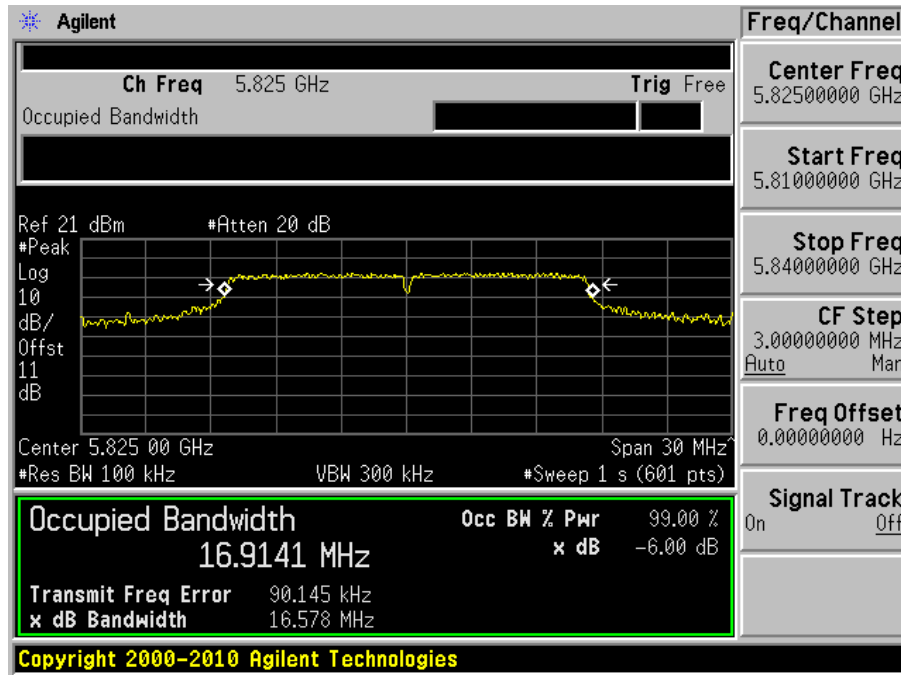 Agilent
Freq/Channel
Ch Freq 5.825 GHz Trig Free
Occupied Bandwidth
Center Freq
5.82500000 GHz
Start Freq
5.81000000 GHz
Stop Freq
5.84000000 GHz
CF Step
3.00000000 MHz
Auto Man
Freq Offset
0.00000000 Hz
Signal Track
On Off
Ref 21 dBm #Atten 20 dB
#Peak
Log
10
dB/
Offst
11
dB
Center 5.825 00 GHz Span 30 MHz^
#Res BW 100 kHz VBW 300 kHz #Sweep 1 s (601 pts)
Occupied Bandwidth Occ BW % Pwr 99.00 %
16.9141 MHz x dB -6.00 dB
Transmit Freq Error 90.145 kHz
x dB Bandwidth 16.578 MHz
Copyright 2000-2010 Agilent Technologies